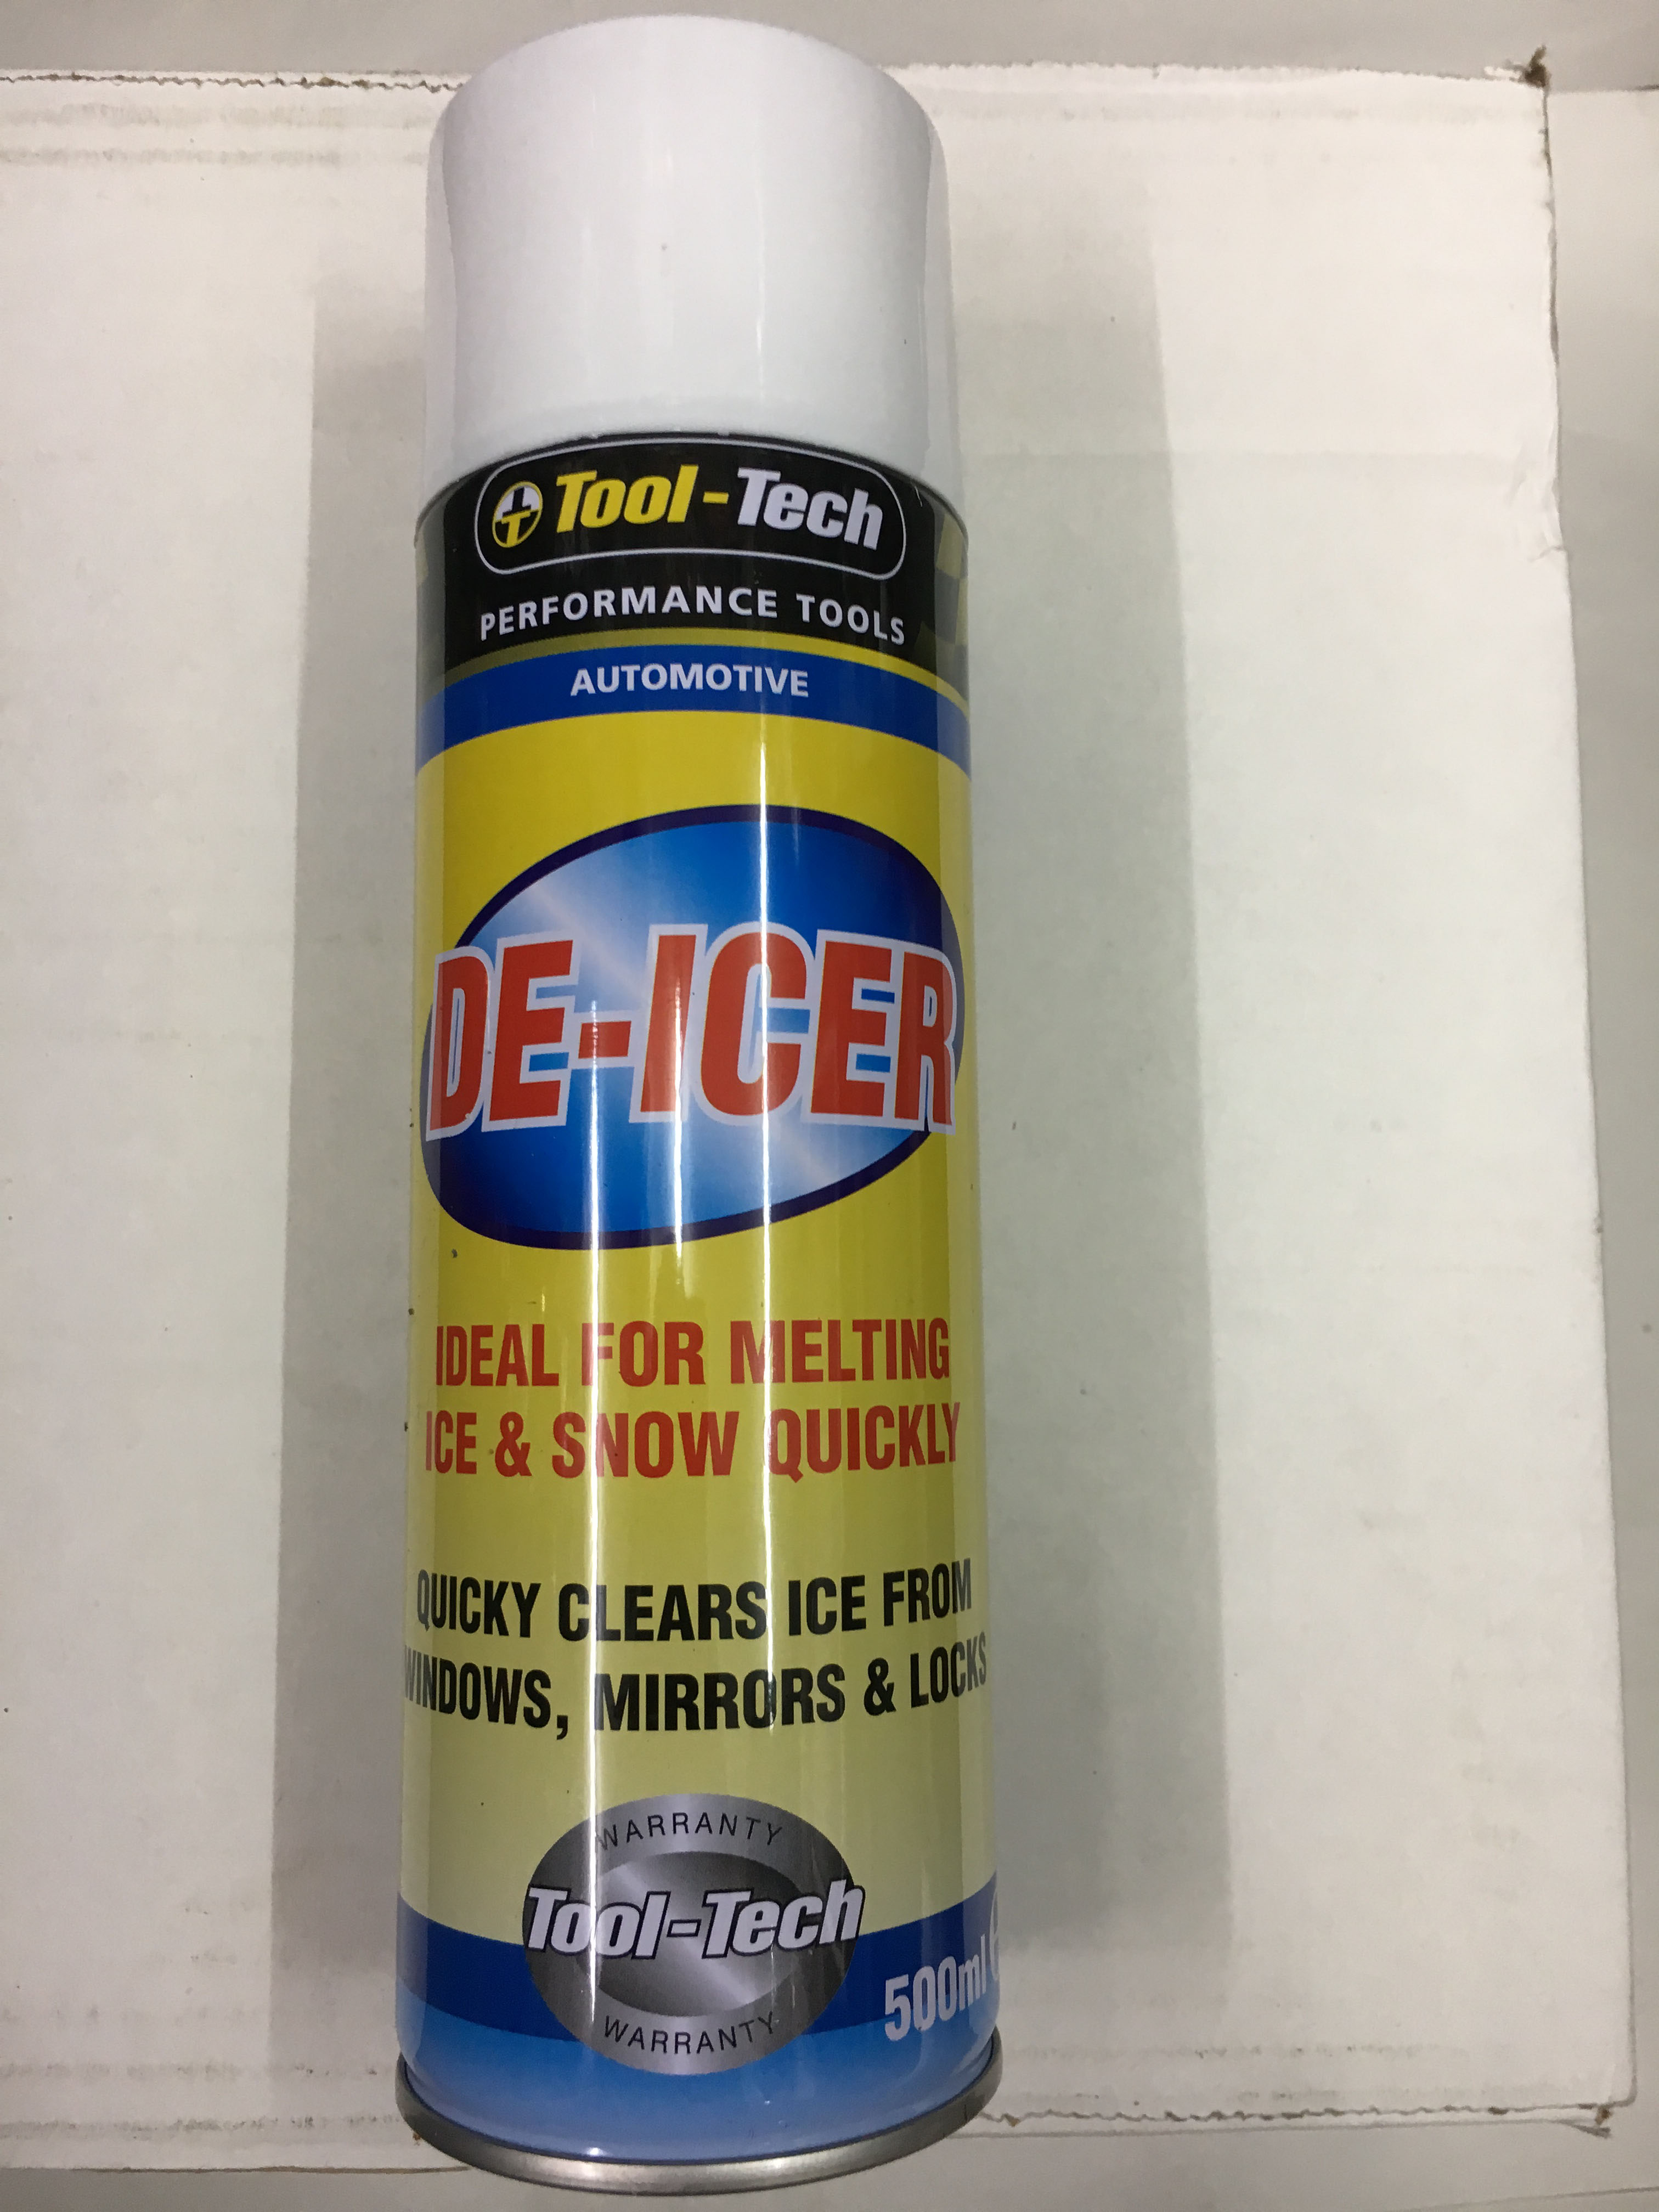 Tool-Tech
PERFORMANCE TOOLS
AUTOMOTIVE
DE-ICER
IDEAL FOR MELTING
ICE & SNOW QUICKLY
QUICKY CLEARS ICE FROM
WINDOWS, MIRRORS & LOCKS
WARRANTY
Tool-Tech
WARRANTY
500ml e